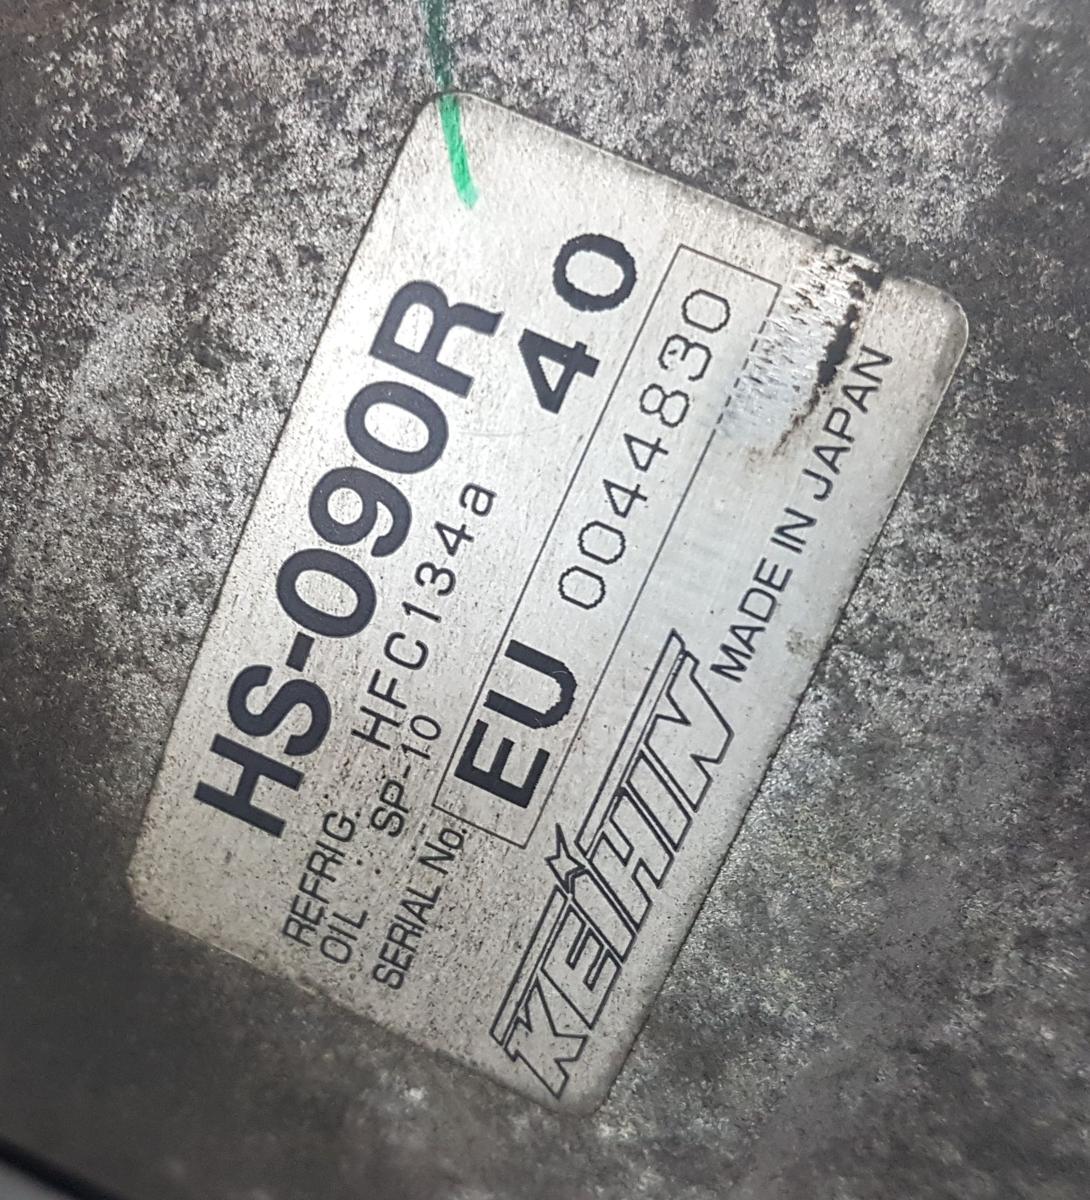 HS-090R
REFRIG. HFC134a
OIL : SP-10 40
SERIAL No. EU 0044830
KEIHIN MADE IN JAPAN